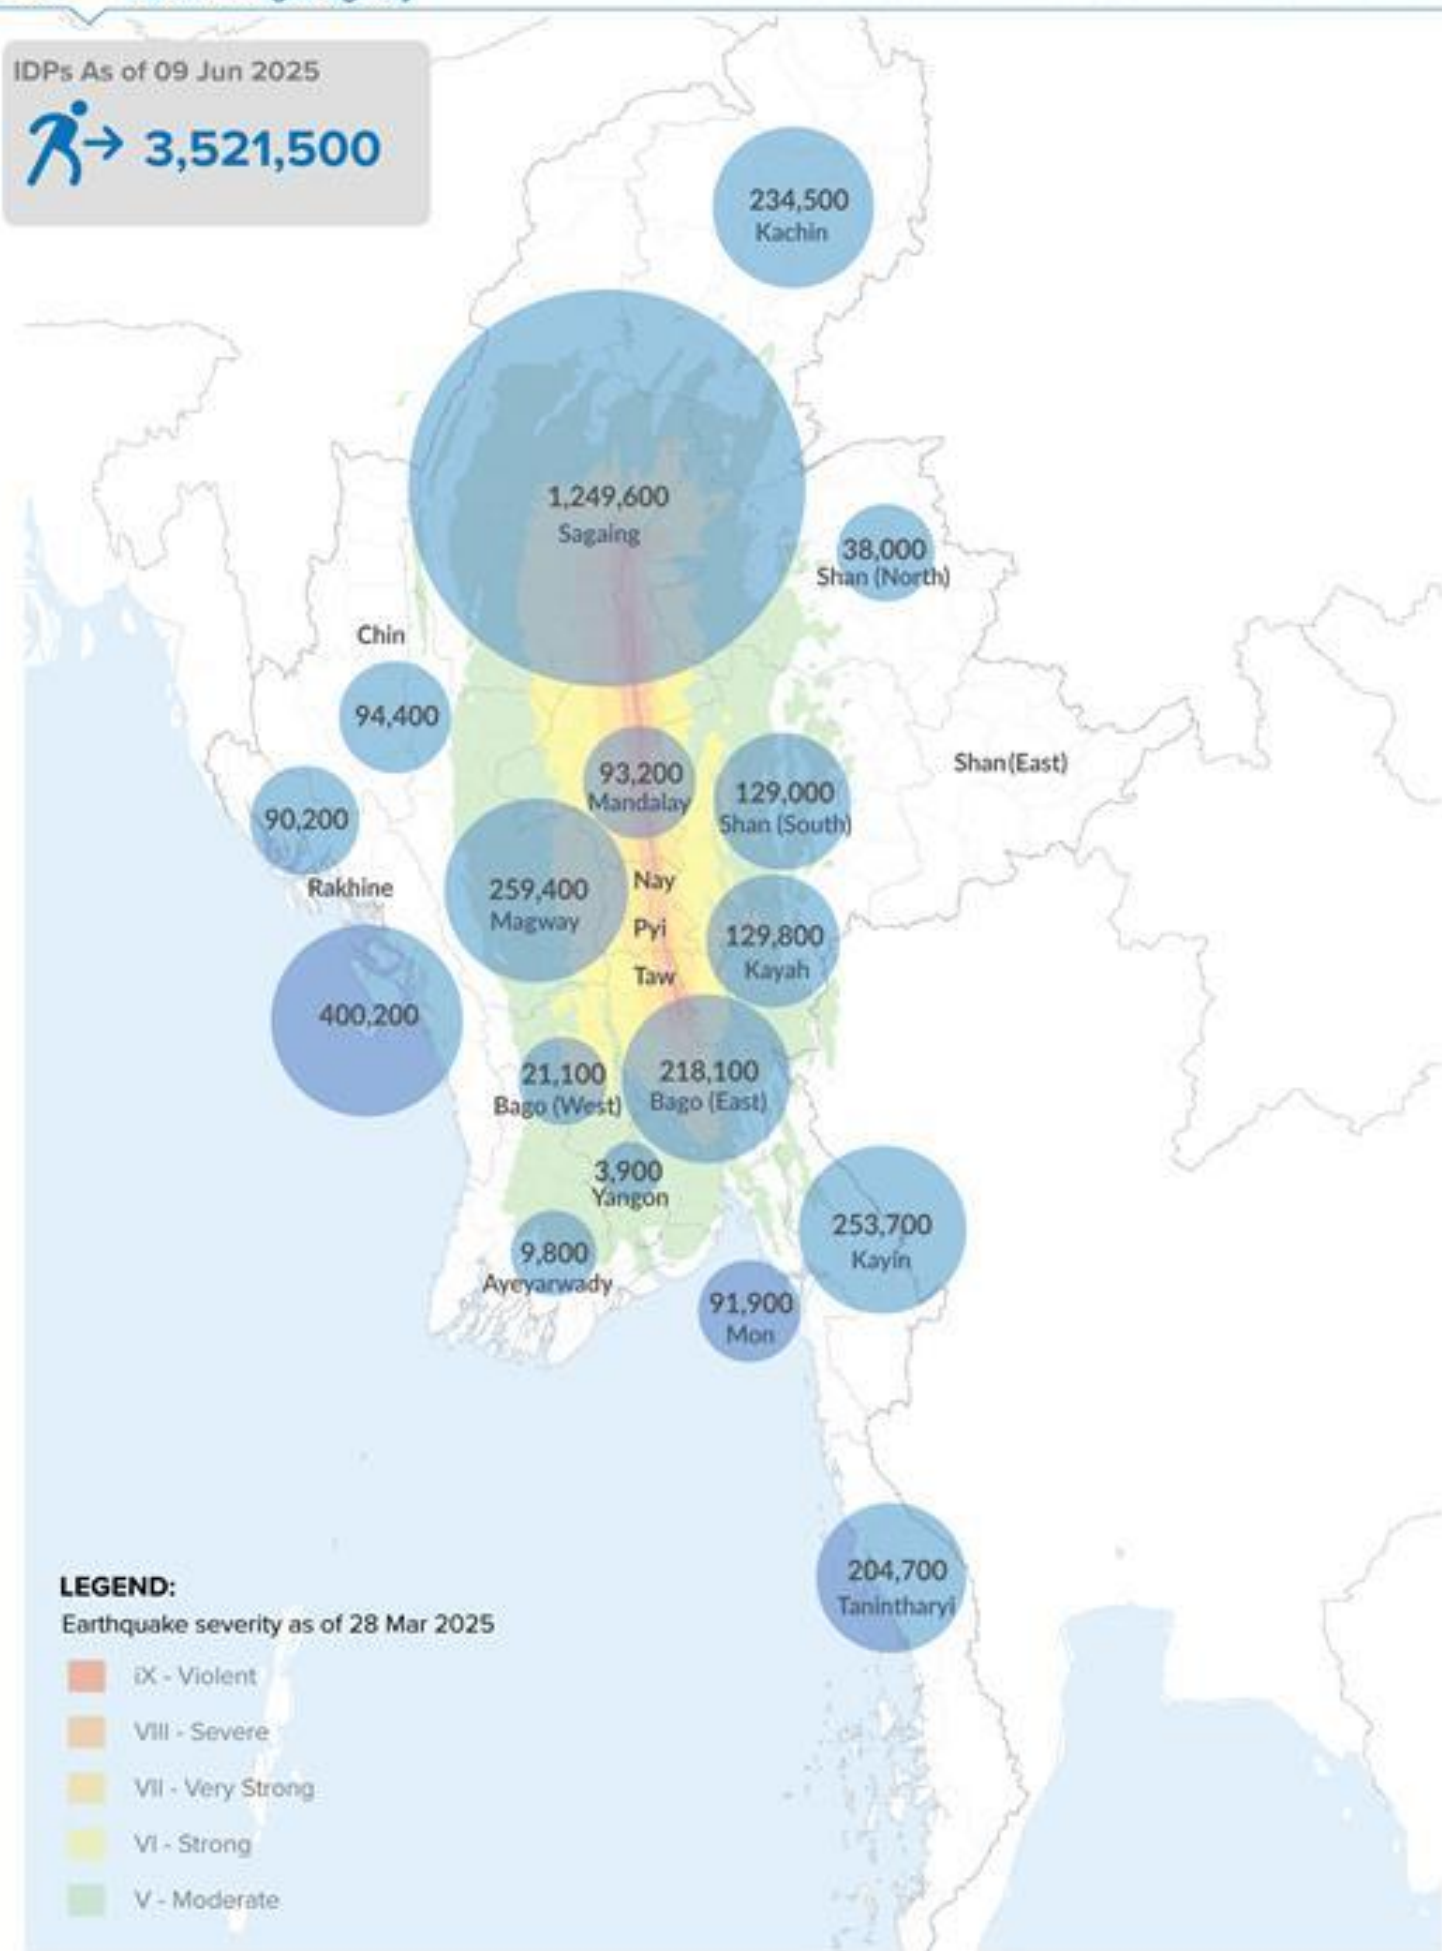 IDPs As of 09 Jun 2025
3,521,500
234,500
Kachin
1,249,600
Sagaing
38,000
Shan (North)
Chin
94,400
93,200
Mandalay
129,000
Shan (South)
Shan(East)
90,200
Rakhine
259,400
Magway
Nay
Pyi
Taw
129,800
Kayah
400,200
21,100
Bago (West)
218,100
Bago (East)
3,900
Yangon
253,700
Kayin
9,800
Ayeyarwady
91,900
Mon
204,700
Tanintharyi
LEGEND:
Earthquake severity as of 28 Mar 2025
iX - Violent
VIII - Severe
VII - Very Strong
VI - Strong
V - Moderate